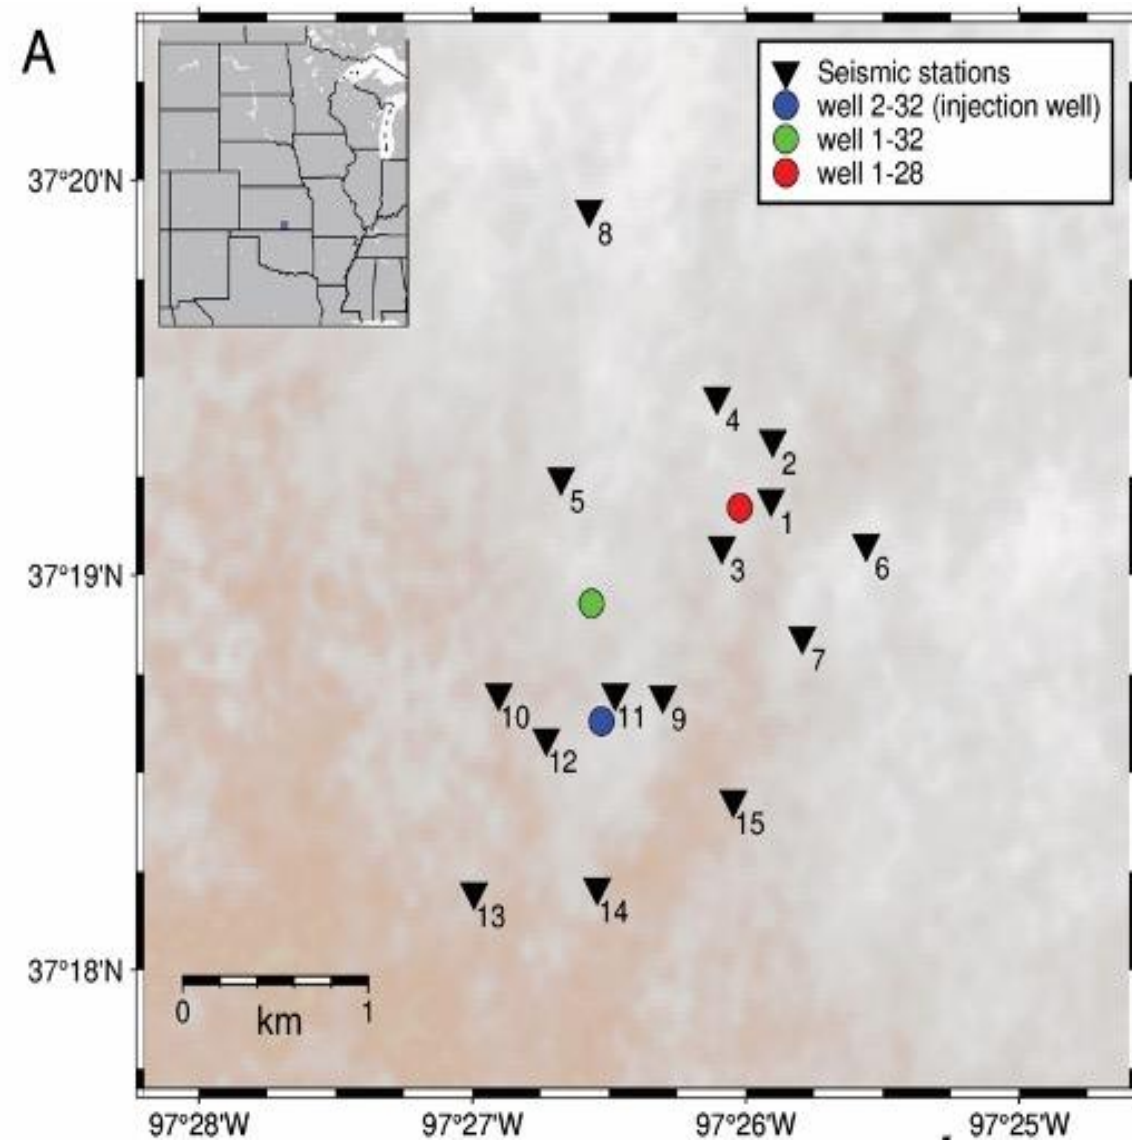 A
Seismic stations
well 2-32 (injection well)
well 1-32
well 1-28
37°20'N
8
4
2
5
1
3
6
37°19'N
7
10
11
9
12
15
13
14
37°18'N
0
1
km
97°28'W
97°27'W
97°26'W
97°25'W